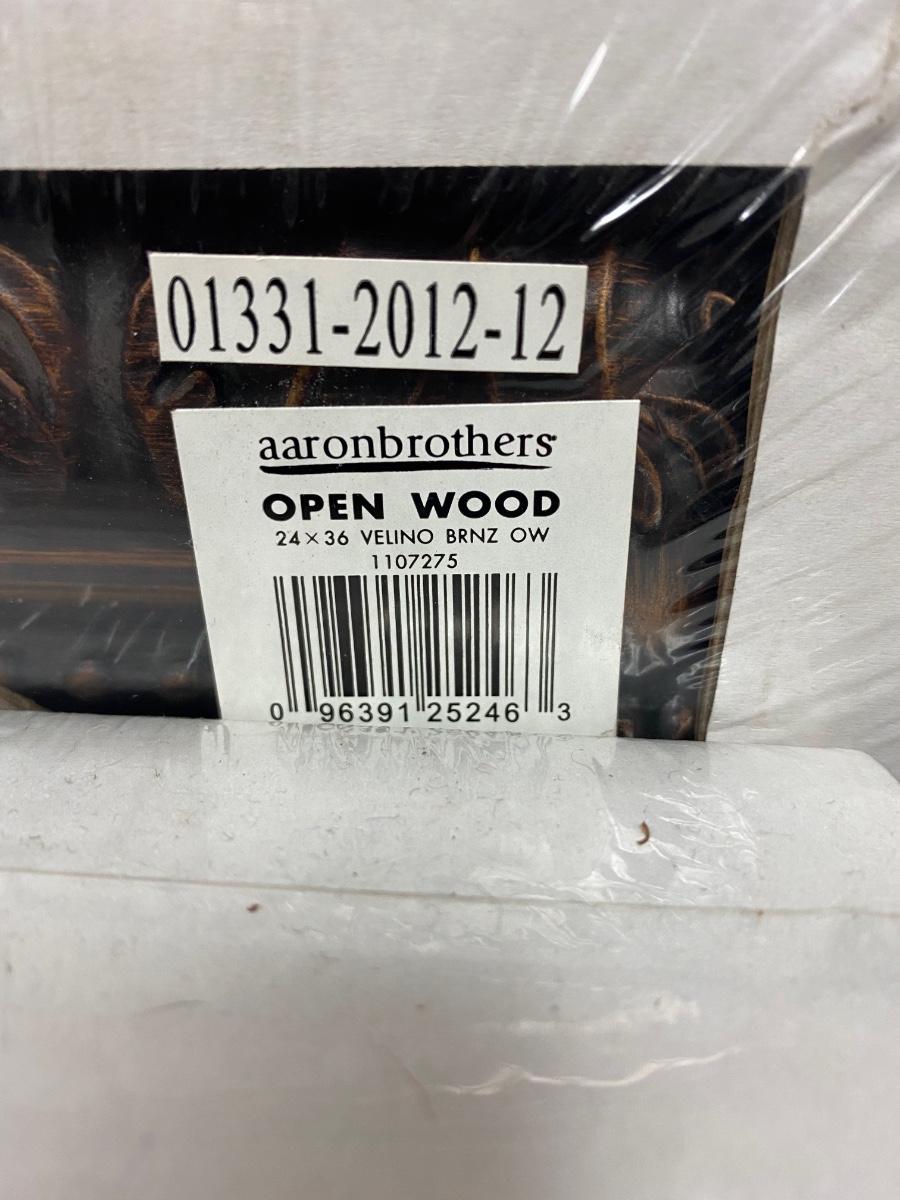 01331-2012-12
aaronbrothers
OPEN WOOD
24×36 VELINO BRNZ OW
1107275
0 96391 25246 3